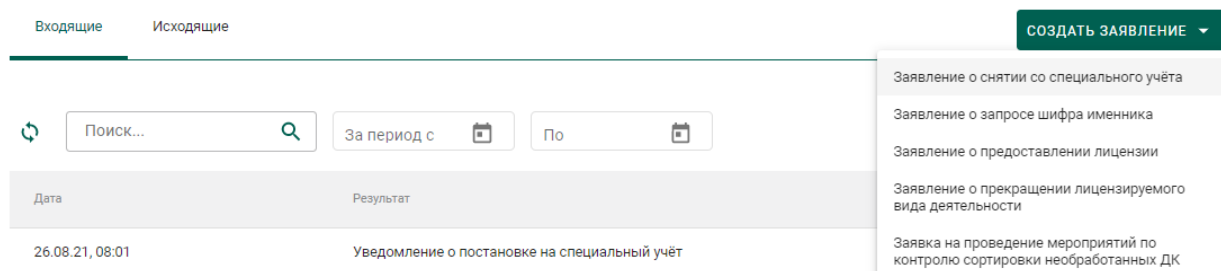 Входящие Исходящие СОЗДАТЬ ЗАЯВЛЕНИЕ
Заявление о снятии со специального учёта
Заявление о запросе шифра именника
Поиск... За период с По
Заявление о предоставлении лицензии
Заявление о прекращении лицензируемого
вида деятельности
Дата Результат
Заявка на проведение мероприятий по
контролю сортировки необработанных ДК
26.08.21, 08:01 Уведомление о постановке на специальный учёт